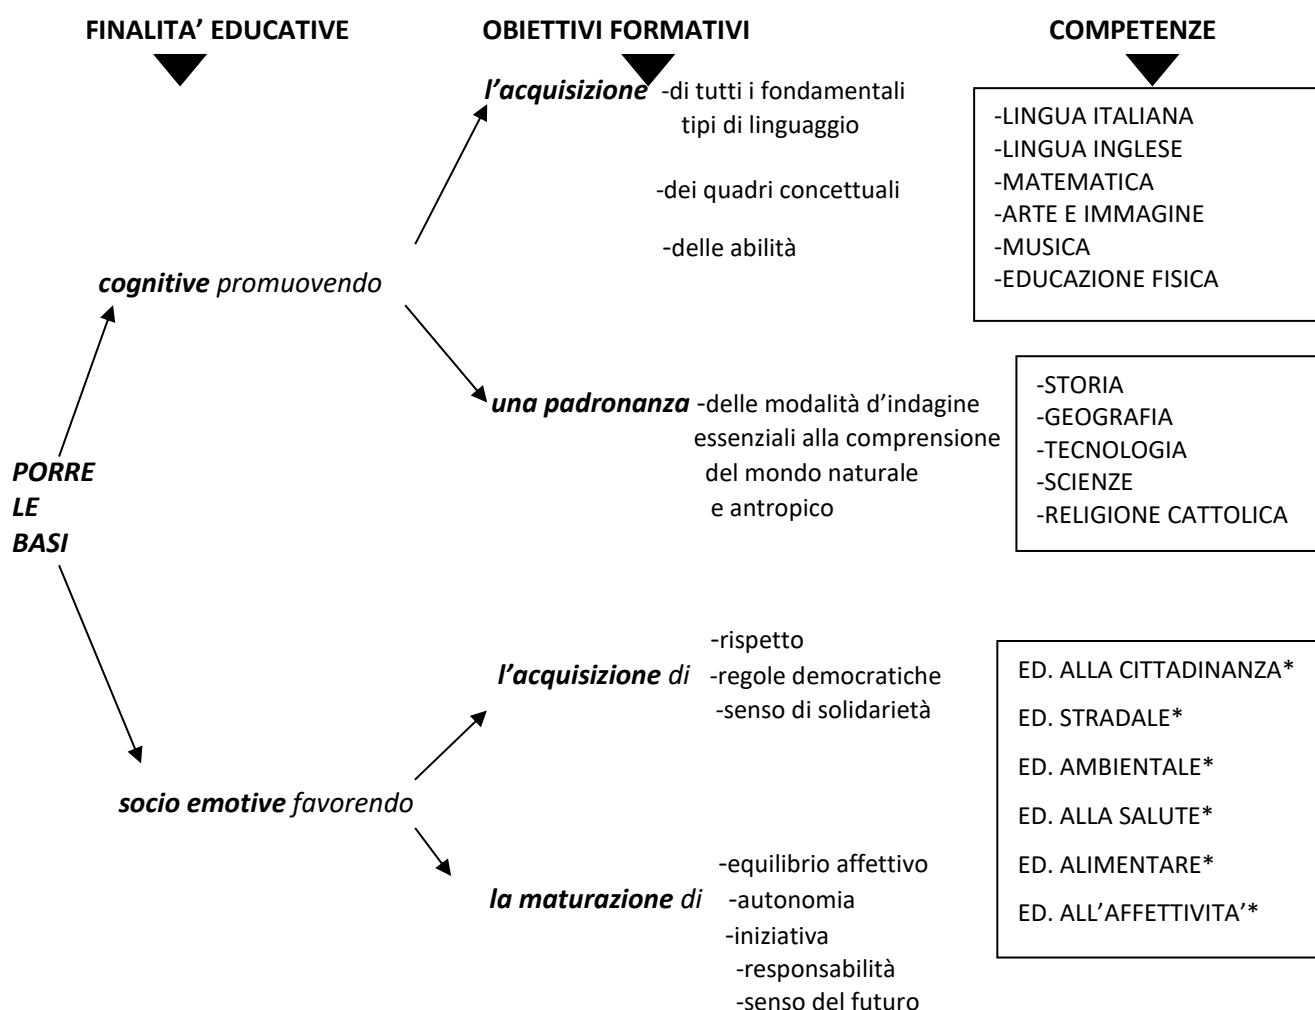 FINALITA’ EDUCATIVE
OBIETTIVI FORMATIVI
COMPETENZE
PORRE
LE
BASI
cognitive promuovendo
l’acquisizione -di tutti i fondamentali
tipi di linguaggio
-dei quadri concettuali
-delle abilità
-LINGUA ITALIANA
-LINGUA INGLESE
-MATEMATICA
-ARTE E IMMAGINE
-MUSICA
-EDUCAZIONE FISICA
una padronanza -delle modalità d’indagine
essenziali alla comprensione
del mondo naturale
e antropico
-STORIA
-GEOGRAFIA
-TECNOLOGIA
-SCIENZE
-RELIGIONE CATTOLICA
socio emotive favorendo
-rispetto
l’acquisizione di -regole democratiche
-senso di solidarietà
-equilibrio affettivo
la maturazione di -autonomia
-iniziativa
-responsabilità
-senso del futuro
ED. ALLA CITTADINANZA*
ED. STRADALE*
ED. AMBIENTALE*
ED. ALLA SALUTE*
ED. ALIMENTARE*
ED. ALL’AFFETTIVITA’*